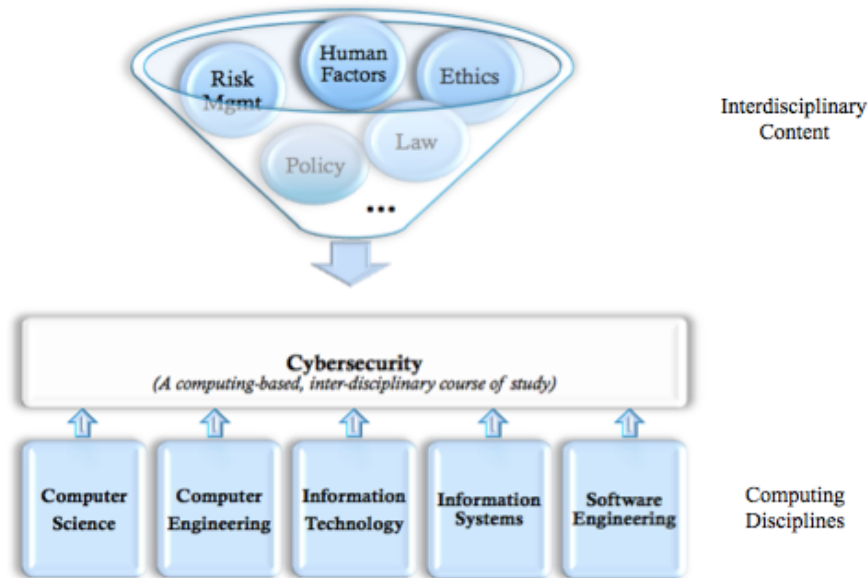 Risk
Mgmt
Human
Factors
Ethics
Policy
Law
...
Interdisciplinary
Content
Cybersecurity
(A computing-based, inter-disciplinary course of study)
Computer
Science
Computer
Engineering
Information
Technology
Information
Systems
Software
Engineering
Computing
Disciplines